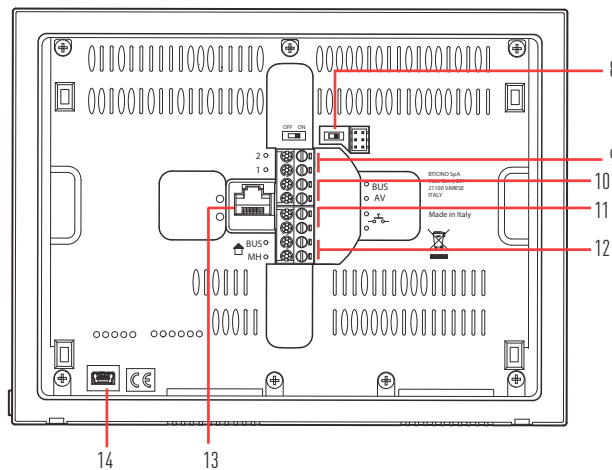 8
OFF ON
9
2
1
10
BUS
AV
BTICINO SpA
21100 VARESE
ITALY
11
Made in Italy
BUS
MH
12
CE
14
13